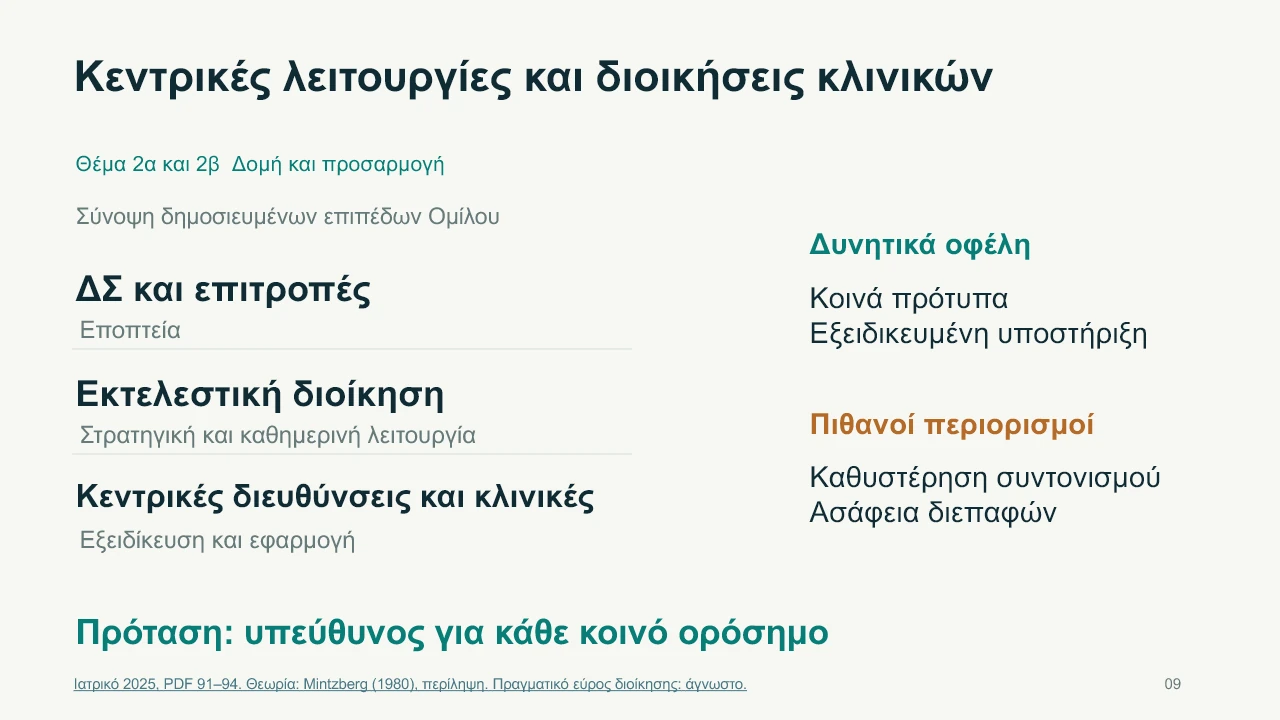 Κεντρικές λειτουργίες και διοικήσεις κλινικών
Θέμα 2α και 2β  Δομή και προσαρμογή
Σύνοψη δημοσιευμένων επιπέδων Ομίλου
ΔΣ και επιτροπές
Εποπτεία
Εκτελεστική διοίκηση
Στρατηγική και καθημερινή λειτουργία
Κεντρικές διευθύνσεις και κλινικές
Εξειδίκευση και εφαρμογή
Δυνητικά οφέλη
Κοινά πρότυπα
Εξειδικευμένη υποστήριξη
Πιθανοί περιορισμοί
Καθυστέρηση συντονισμού
Ασάφεια διεπαφών
Πρόταση: υπεύθυνος για κάθε κοινό ορόσημο
Ιατρικό 2025, PDF 91–94. Θεωρία: Mintzberg (1980), περίληψη. Πραγματικό εύρος διοίκησης: άγνωστο.
09